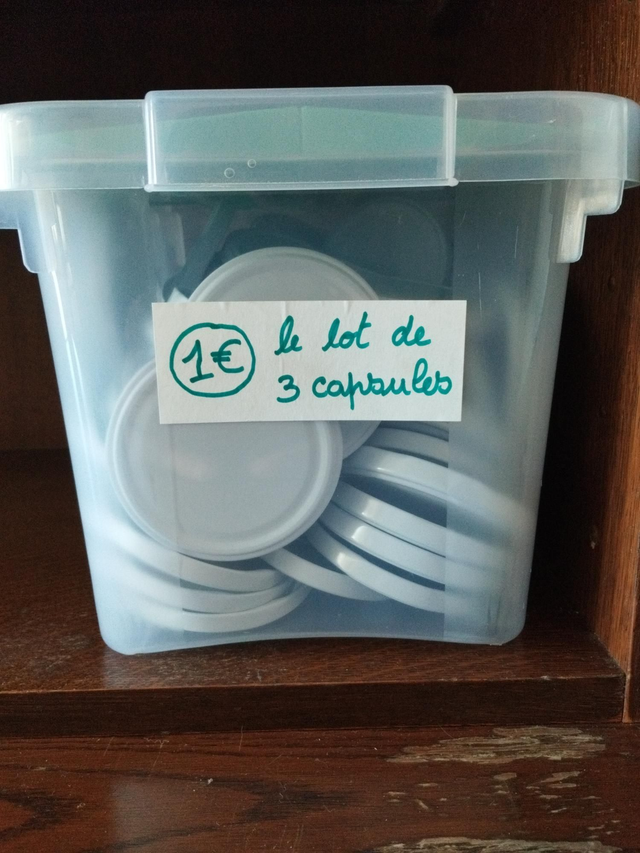 1€
le lot de
3 capsules